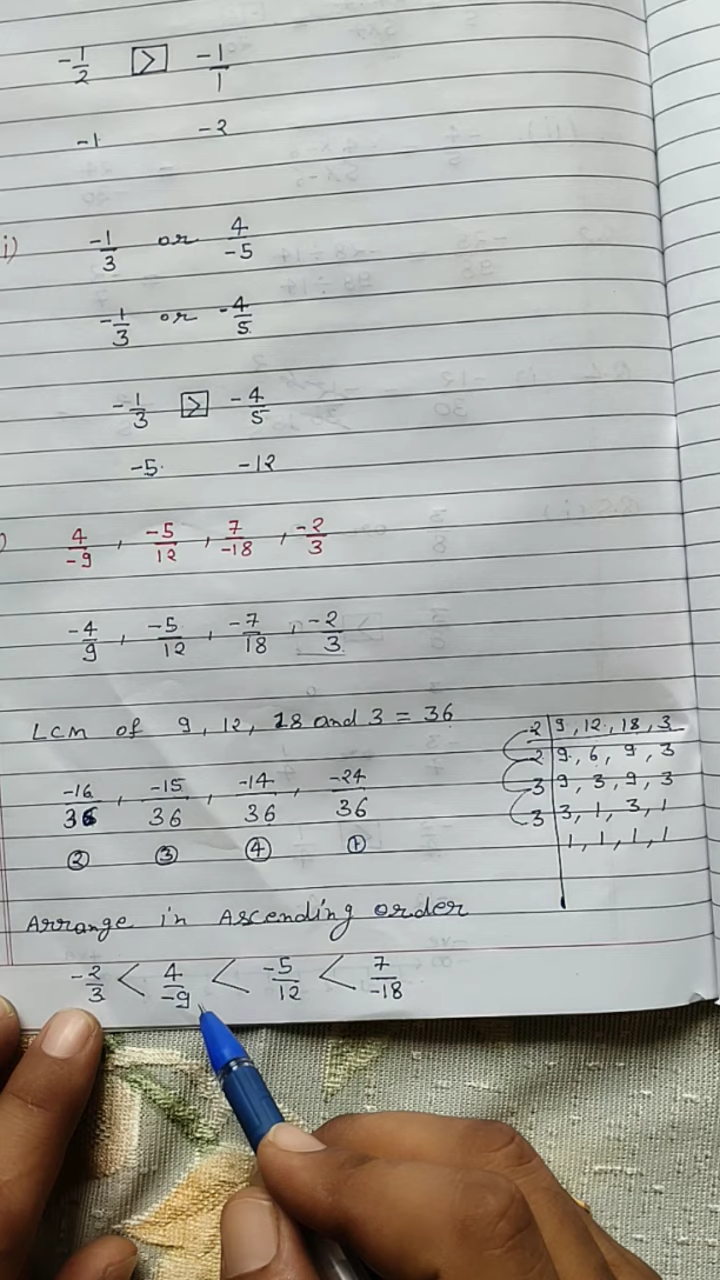 -1/2 [>] -1/1
-1 -2
i) -1/3 or 4/-5
-1/3 or -4/5
-1/3 [>] -4/5
-5 -12
) 4/-9 , -5/12 , 7/-18 , -2/3
-4/9 , -5/12 , -7/18 , -2/3
LCM of 9, 12, 18 and 3 = 36
2 | 9, 12, 18, 3
2 | 9, 6, 9, 3
3 | 9, 3, 9, 3
3 | 3, 1, 3, 1
1, 1, 1, 1
-16/36 , -15/36 , -14/36 , -24/36
② ③ ④ ①
Arrange in Ascending order
-2/3 < 4/-9 < -5/12 < 7/-18